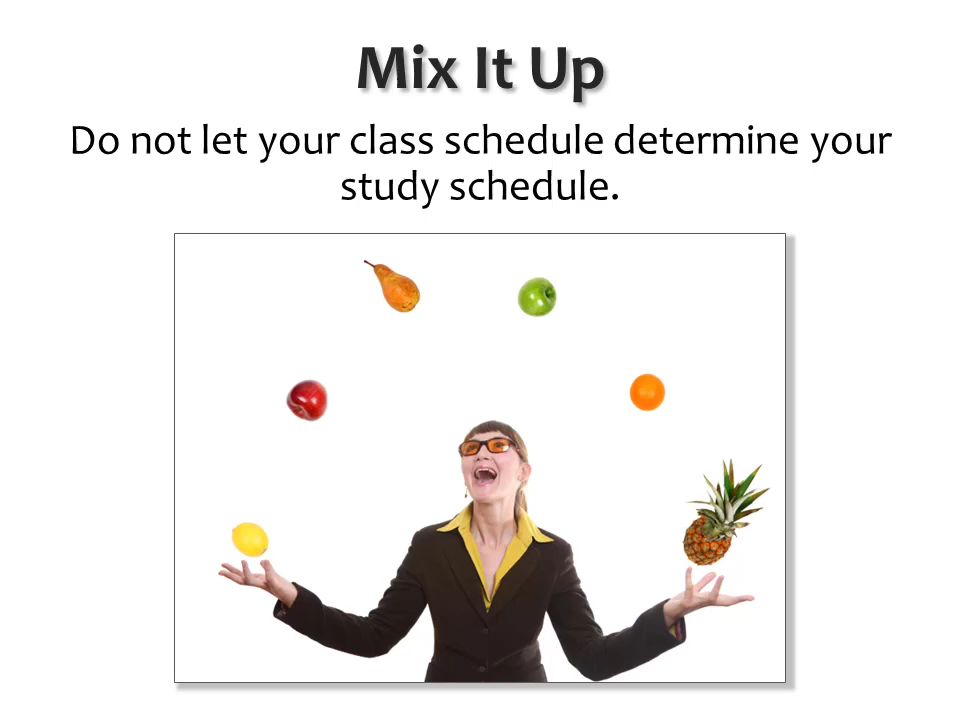 Mix It Up
Do not let your class schedule determine your
study schedule.